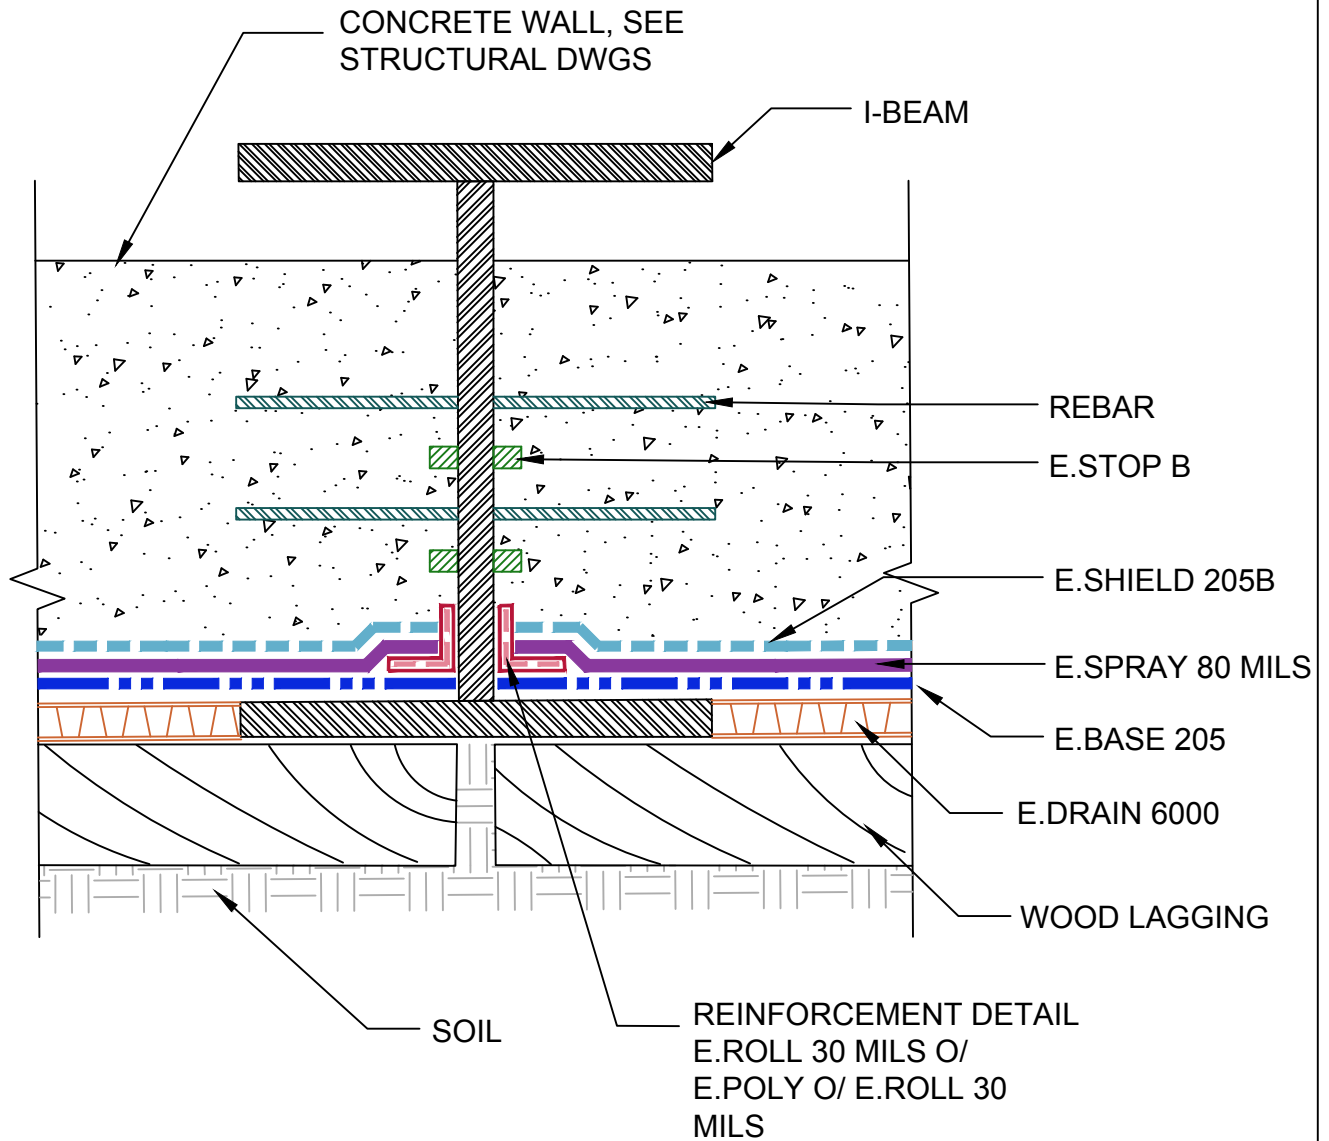 CONCRETE WALL, SEE
STRUCTURAL DWGS
I-BEAM
REBAR
E.STOP B
E.SHIELD 205B
E.SPRAY 80 MILS
E.BASE 205
E.DRAIN 6000
WOOD LAGGING
SOIL
REINFORCEMENT DETAIL
E.ROLL 30 MILS O/
E.POLY O/ E.ROLL 30
MILS